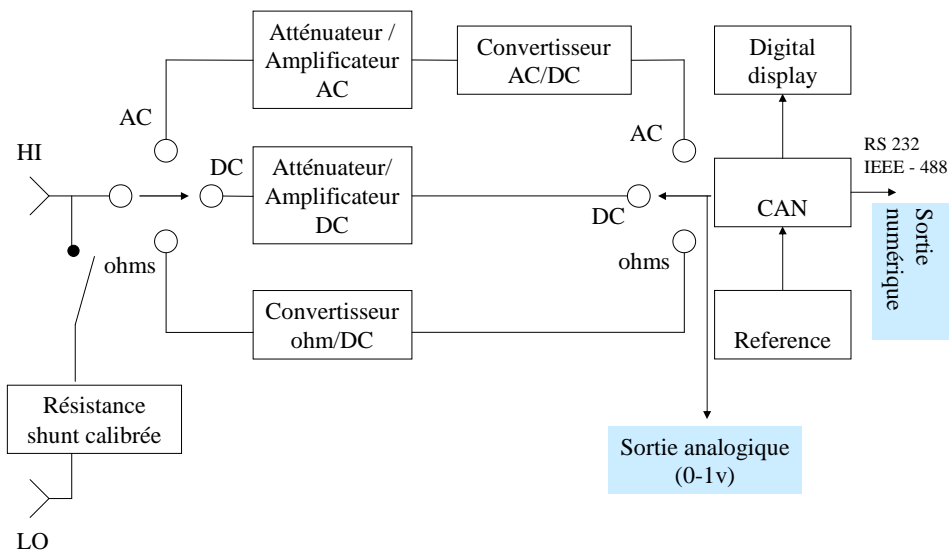 Atténuateur /
Amplificateur
AC
Convertisseur
AC/DC
Digital
display
AC
AC
HI
DC
Atténuateur/
Amplificateur
DC
DC
CAN
RS 232
IEEE - 488
Sortie
numérique
ohms
ohms
Convertisseur
ohm/DC
Reference
Résistance
shunt calibrée
Sortie analogique
(0-1v)
LO